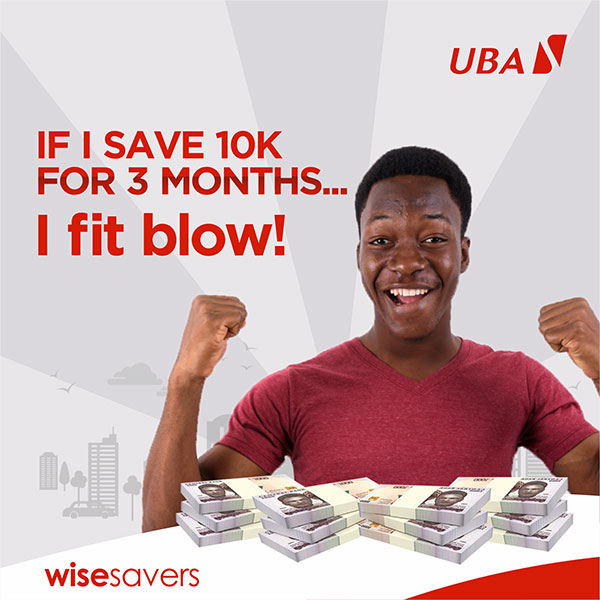 UBA
IF I SAVE 10K
FOR 3 MONTHS...
I fit blow!
wisesavers